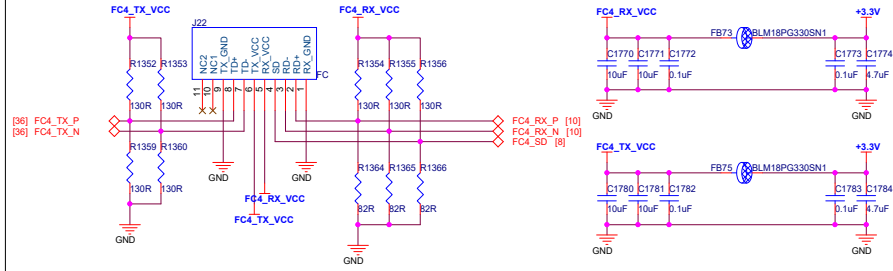 FC4_TX_VCC
J22
NC2
NC1
TX_GND
TD+
TD-
TX_VCC
RX_VCC
SD
RD-
RD+
RX_GND
FC
11
10
9
8
7
6
5
4
3
2
1
R1352
R1353
130R
130R
[36] FC4_TX_P
[36] FC4_TX_N
R1359
R1360
130R
130R
GND
GND
FC4_RX_VCC
FC4_TX_VCC
GND
FC4_RX_VCC
R1354
R1355
R1356
130R
130R
130R
FC4_RX_P [10]
FC4_RX_N [10]
FC4_SD [8]
R1364
R1365
R1366
82R
82R
82R
GND
FC4_RX_VCC
FB73
BLM18PG330SN1
+3.3V
C1770
C1771
C1772
C1773
C1774
10uF
10uF
0.1uF
0.1uF
4.7uF
GND
GND
FC4_TX_VCC
FB75
BLM18PG330SN1
+3.3V
C1780
C1781
C1782
C1783
C1784
10uF
10uF
0.1uF
0.1uF
4.7uF
GND
GND